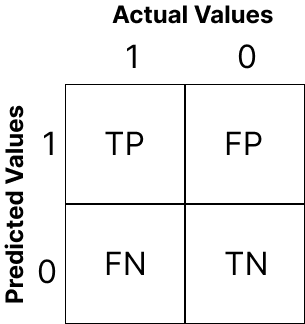 Actual Values
1 0
Predicted Values
1 TP FP
0 FN TN